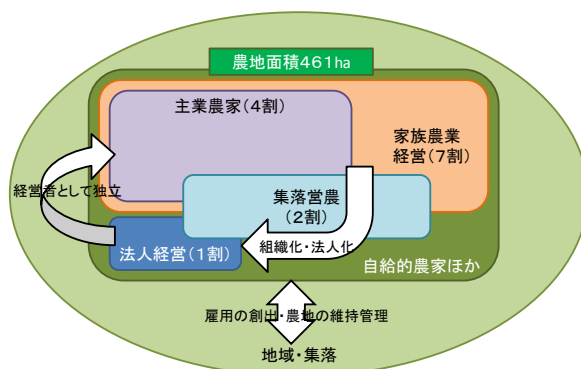 農地面積461ha
主業農家(4割)
家族農業
経営(7割)
経営者として独立
集落営農
(2割)
組織化・法人化
法人経営(1割)
自給的農家ほか
雇用の創出・農地の維持管理
地域・集落